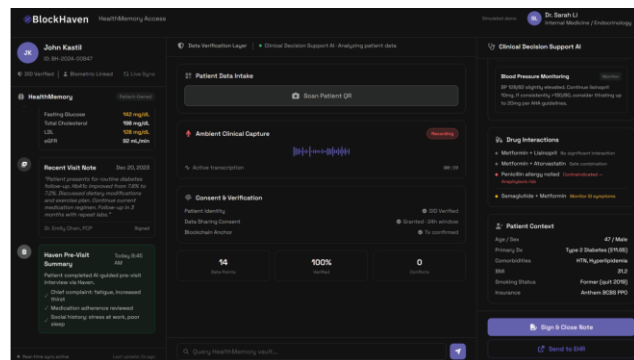 BlockHaven HealthMemory Access
Simulated demo
SL
Dr. Sarah Li
Internal Medicine / Endocrinology
JK
John Kastil
ID: BH-2024-00847
DID Verified | Biometric Linked
Live Sync
HealthMemory
Patient-Owned
Fasting Glucose 142 mg/dL
Total Cholesterol 198 mg/dL
LDL 128 mg/dL
eGFR 92 mL/min
Recent Visit Note Dec 20, 2023
"Patient presents for routine diabetes
follow-up. HbA1c improved from 7.8% to
7.2%. Discussed dietary modifications
and exercise plan. Continue current
medication regimen. Follow-up in 3
months with repeat labs."
Dr. Emily Chen, PCP Signed
Haven Pre-Visit
Summary
Today 9:45
AM
Patient completed AI-guided pre-visit
interview via Haven.
✓ Chief complaint: fatigue, increased
thirst
✓ Medication adherence reviewed
✓ Social history: stress at work, poor
sleep
Real-time sync active
Data Verification Layer | Clinical Decision Support AI · Analyzing patient data
Patient Data Intake
Scan Patient QR
Ambient Clinical Capture
Recording
Active transcription
Consent & Verification
Patient Identity DID Verified
Data Sharing Consent Granted · 24h window
Blockchain Anchor Tx confirmed
14
Data Points
100%
Verified
0
Conflicts
Query HealthMemory vault...
Clinical Decision Support AI
Blood Pressure Monitoring
Monitor
Drug Interactions
Metformin + Lisinopril No significant interaction
Metformin + Atorvastatin Safe combination
Penicillin allergy noted Contraindicated –
Anaphylaxis risk
Semaglutide + Metformin Monitor GI symptoms
Patient Context
Age / Sex 47 / Male
Primary Dx Type 2 Diabetes (E11.65)
Comorbidities HTN, Hyperlipidemia
BMI 31.2
Smoking Status Former (quit 2019)
Insurance Anthem BCBS PPO
Sign & Close Note
Send to EHR